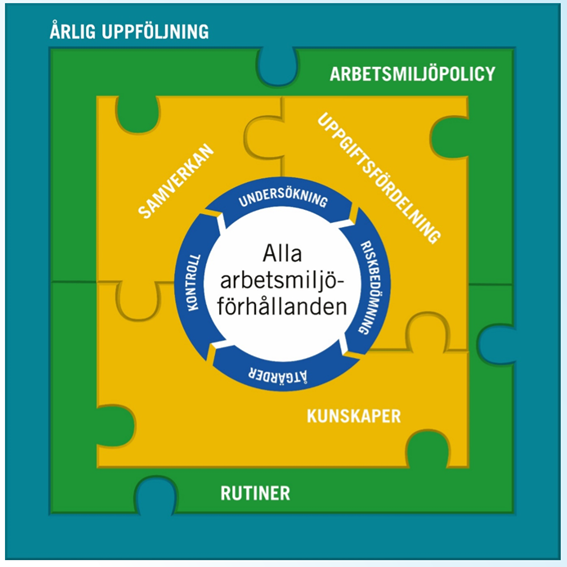 ÅRLIG UPPFÖLJNING
ARBETSMILJÖPOLICY
SAMVERKAN
UPPGIFTSFÖRDELNING
UNDERSÖKNING
RISKBEDÖMNING
ÅTGÄRDER
KONTROLL
Alla
arbetsmiljö-
förhållanden
KUNSKAPER
RUTINER